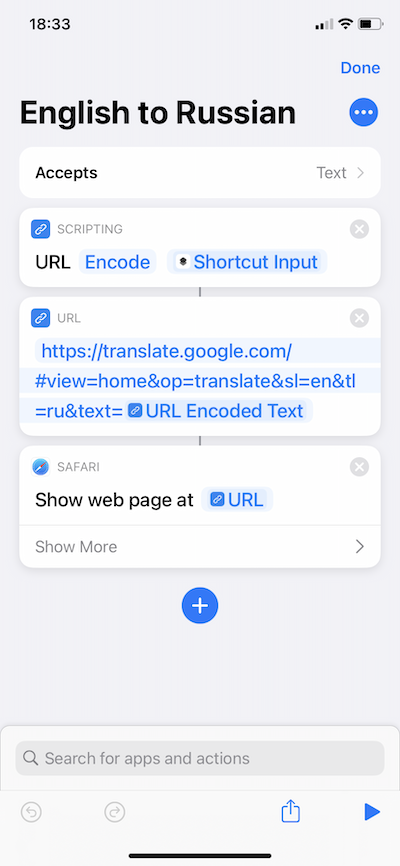 18:33
Done
English to Russian
Accepts Text
SCRIPTING
URL Encode Shortcut Input
URL
https://translate.google.com/
#view=home&op=translate&sl=en&tl
=ru&text= URL Encoded Text
SAFARI
Show web page at URL
Show More
Search for apps and actions